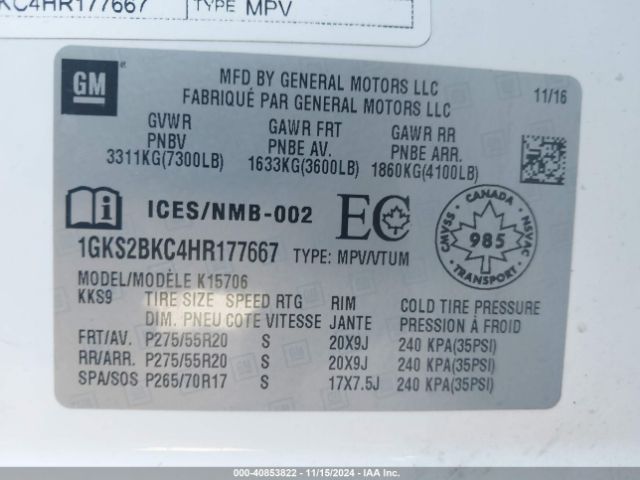 KC4HR177667 TYPE MPV
GM
MFD BY GENERAL MOTORS LLC
FABRIQUÉ PAR GENERAL MOTORS LLC
11/16
GVWR GAWR FRT GAWR RR
PNBV PNBE AV. PNBE ARR.
3311KG(7300LB) 1633KG(3600LB) 1860KG(4100LB)
ICES/NMB-002 EC
CMVSS CANADA NSVAC
985
TRANSPORT
1GKS2BKC4HR177667 TYPE: MPV/VTUM
MODEL/MODÈLE K15706
KKS9 TIRE SIZE SPEED RTG RIM COLD TIRE PRESSURE
DIM. PNEU COTE VITESSE JANTE PRESSION À FROID
FRT/AV. P275/55R20 S 20X9J 240 KPA(35PSI)
RR/ARR. P275/55R20 S 20X9J 240 KPA(35PSI)
SPA/SOS P265/70R17 S 17X7.5J 240 KPA(35PSI)
000-40853822 - 11/15/2024 - IAAI.com